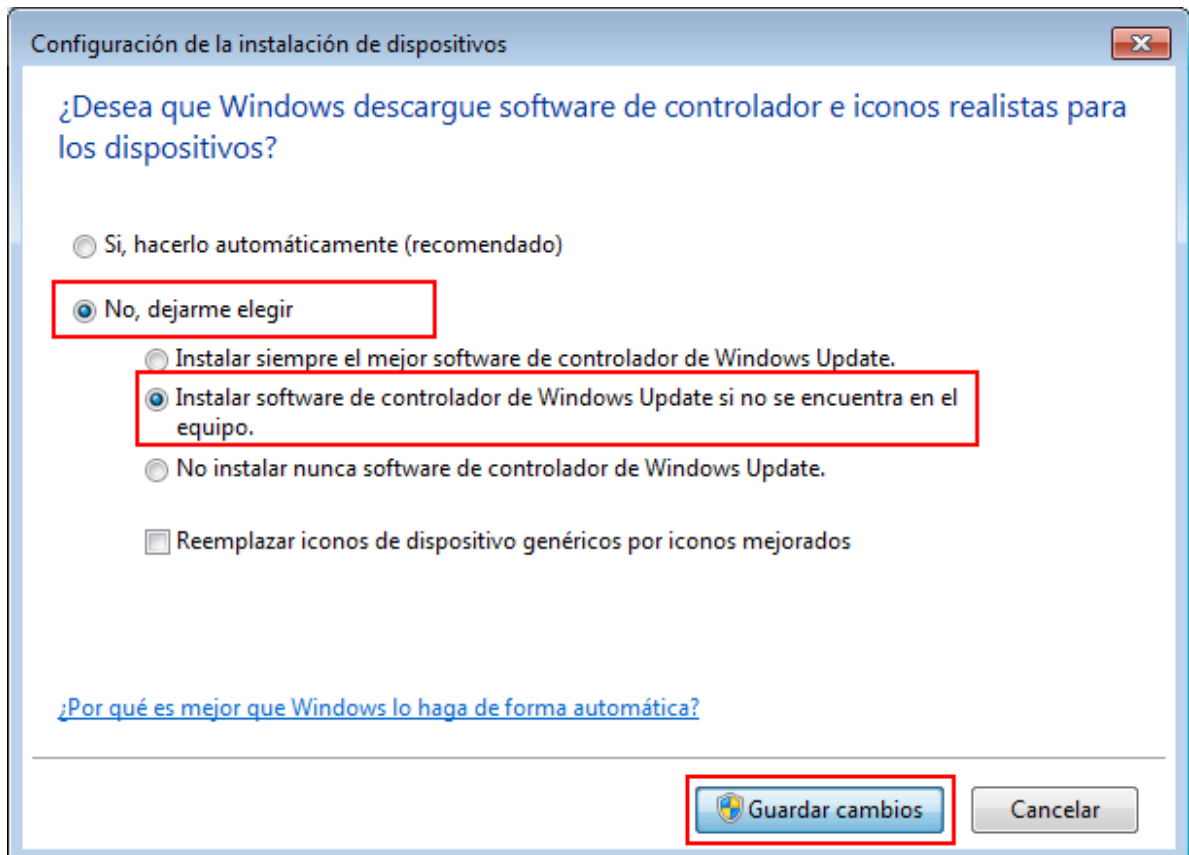 Configuración de la instalación de dispositivos
¿Desea que Windows descargue software de controlador e iconos realistas para
los dispositivos?
Si, hacerlo automáticamente (recomendado)
No, dejarme elegir
Instalar siempre el mejor software de controlador de Windows Update.
Instalar software de controlador de Windows Update si no se encuentra en el
equipo.
No instalar nunca software de controlador de Windows Update.
Reemplazar iconos de dispositivo genéricos por iconos mejorados
¿Por qué es mejor que Windows lo haga de forma automática?
Guardar cambios
Cancelar